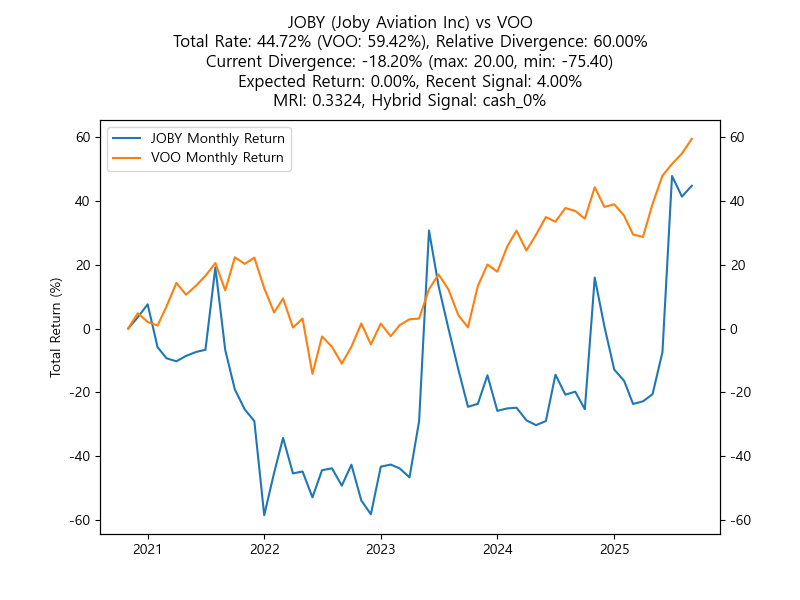 JOBY (Joby Aviation Inc) vs VOO
Total Rate: 44.72% (VOO: 59.42%), Relative Divergence: 60.00%
Current Divergence: -18.20% (max: 20.00, min: -75.40)
Expected Return: 0.00%, Recent Signal: 4.00%
MRI: 0.3324, Hybrid Signal: cash_0%
JOBY Monthly Return
VOO Monthly Return
Total Return (%)
60
40
20
0
-20
-40
-60
60
40
20
0
-20
-40
-60
2021 2022 2023 2024 2025